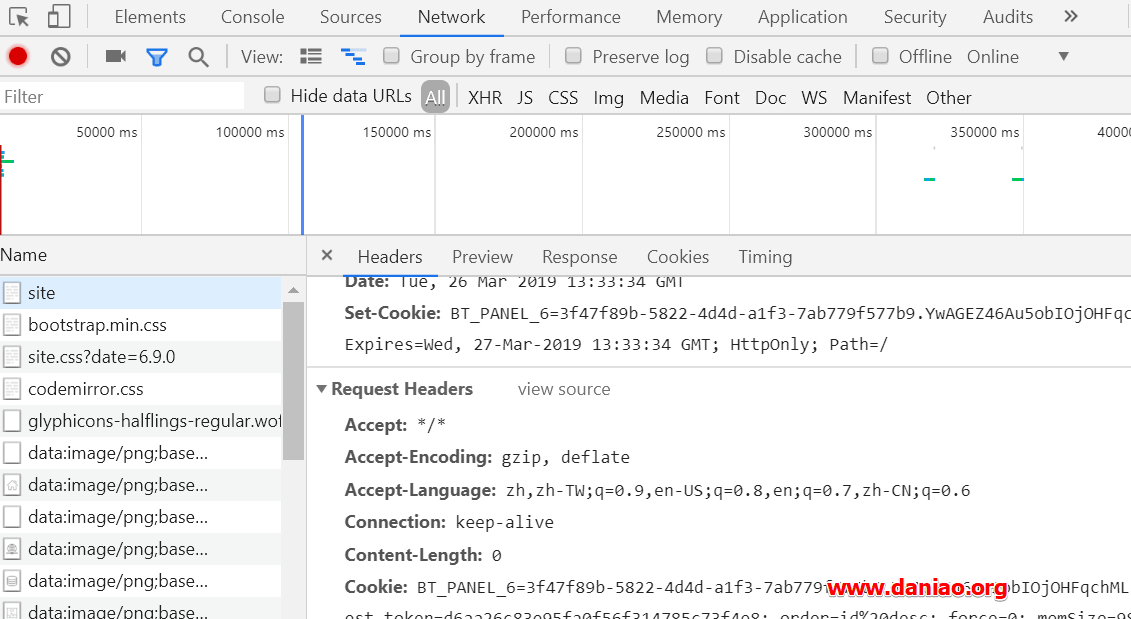 Elements Console Sources Network Performance Memory Application Security Audits »
View: Group by frame Preserve log Disable cache Offline Online ▼
Filter Hide data URLs All XHR JS CSS Img Media Font Doc WS Manifest Other
50000 ms 100000 ms 150000 ms 200000 ms 250000 ms 300000 ms 350000 ms 40000
Name
× Headers Preview Response Cookies Timing
site
bootstrap.min.css
site.css?date=6.9.0
codemirror.css
glyphicons-halflings-regular.wof
data:image/png;base...
data:image/png;base...
data:image/png;base...
data:image/png;base...
data:image/png;base...
data:image/png;base...
Date: Tue, 26 Mar 2019 13:33:34 GMT
Set-Cookie: BT_PANEL_6=3f47f89b-5822-4d4d-a1f3-7ab779f577b9.YwAGEZ46Au5obIOjOHFqc
Expires=Wed, 27-Mar-2019 13:33:34 GMT; HttpOnly; Path=/
▼ Request Headers view source
Accept: */*
Accept-Encoding: gzip, deflate
Accept-Language: zh,zh-TW;q=0.9,en-US;q=0.8,en;q=0.7,zh-CN;q=0.6
Connection: keep-alive
Content-Length: 0
Cookie: BT_PANEL_6=3f47f89b-5822-4d4d-a1f3-7ab779f obIOjOHFqchML
www.daniao.org
order=id%20desc; force=0;